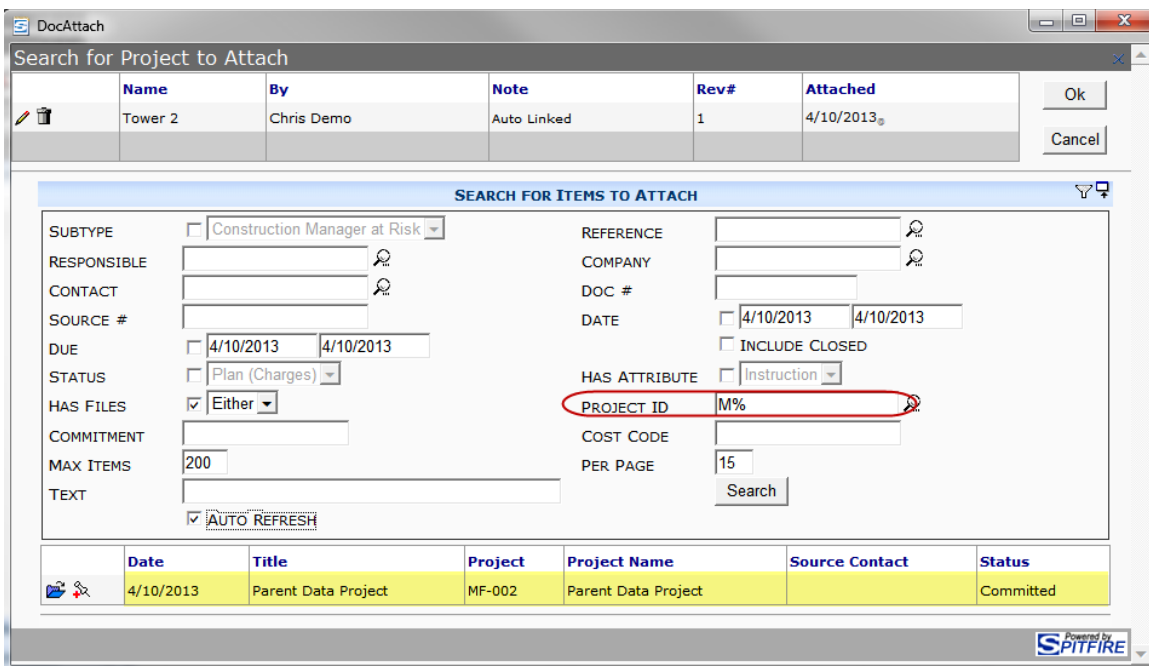 DocAttach
Search for Project to Attach
Name By Note Rev# Attached
Ok
Tower 2 Chris Demo Auto Linked 1 4/10/2013@
Cancel
SEARCH FOR ITEMS TO ATTACH
SUBTYPE Construction Manager at Risk REFERENCE
RESPONSIBLE COMPANY
CONTACT DOC #
SOURCE # DATE 4/10/2013 4/10/2013
DUE 4/10/2013 4/10/2013 INCLUDE CLOSED
STATUS Plan (Charges) HAS ATTRIBUTE Instruction
HAS FILES Either PROJECT ID M%
COMMITMENT COST CODE
MAX ITEMS 200 PER PAGE 15
TEXT Search
AUTO REFRESH
Date Title Project Project Name Source Contact Status
4/10/2013 Parent Data Project MF-002 Parent Data Project Committed
Powered by
SPITFIRE